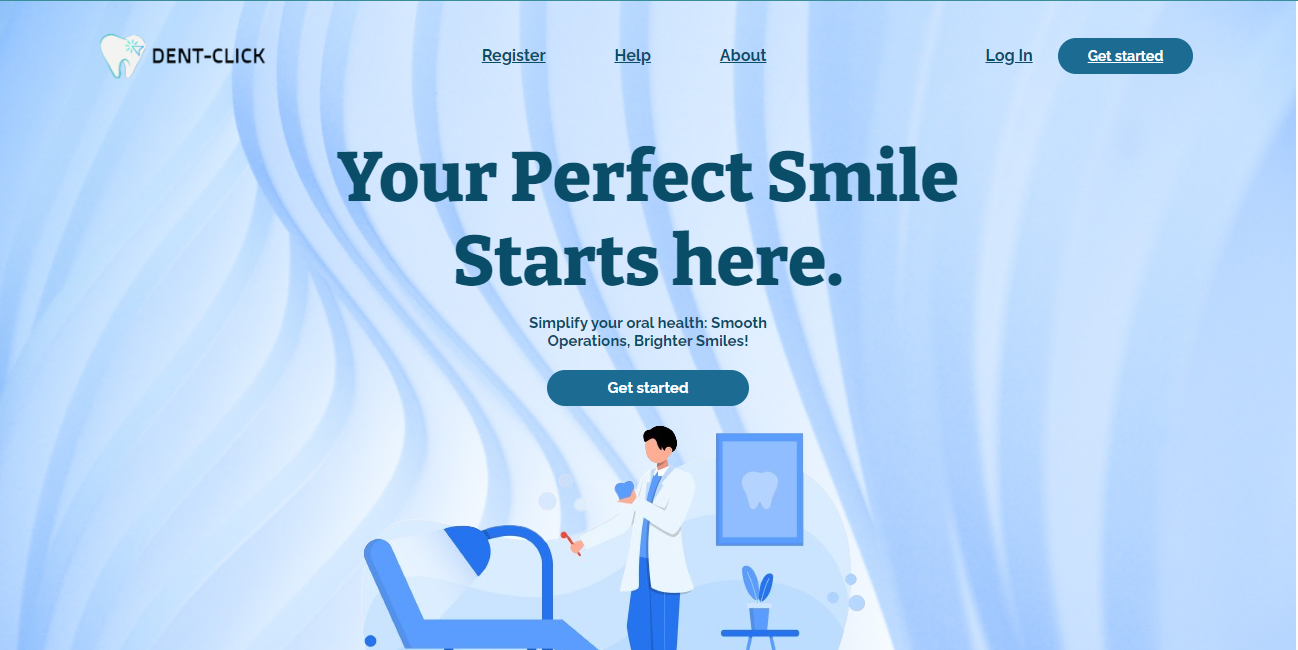 DENT-CLICK
Register
Help
About
Log In
Get started
Your Perfect Smile
Starts here.
Simplify your oral health: Smooth
Operations, Brighter Smiles!
Get started